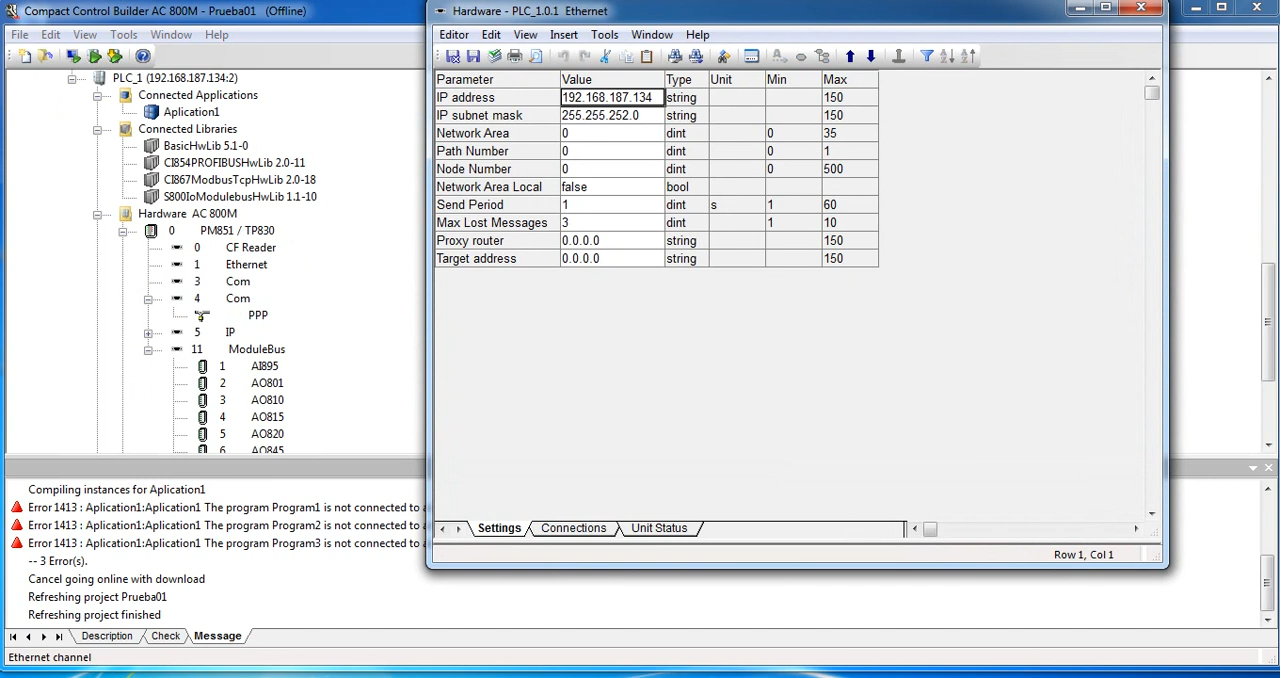 Compact Control Builder AC 800M - Prueba01 (Offline)
File Edit View Tools Window Help
PLC_1 (192.168.187.134:2)
Connected Applications
Aplication1
Connected Libraries
BasicHwLib 5.1-0
CI854PROFIBUSHwLib 2.0-11
CI867ModbusTcpHwLib 2.0-18
S800IoModulebusHwLib 1.1-10
Hardware AC 800M
0 PM851 / TP830
0 CF Reader
1 Ethernet
3 Com
4 Com
PPP
5 IP
11 ModuleBus
1 AI895
2 AO801
3 AO810
4 AO815
5 AO820
6 AO845
Hardware - PLC_1.0.1 Ethernet
Editor Edit View Insert Tools Window Help
Parameter Value Type Unit Min Max
IP address 192.168.187.134 string 150
IP subnet mask 255.255.252.0 string 150
Network Area 0 dint 0 35
Path Number 0 dint 0 1
Node Number 0 dint 0 500
Network Area Local false bool
Send Period 1 dint s 1 60
Max Lost Messages 3 dint 1 10
Proxy router 0.0.0.0 string 150
Target address 0.0.0.0 string 150
Settings Connections Unit Status
Row 1, Col 1
Compiling instances for Aplication1
Error 1413 : Aplication1:Aplication1 The program Program1 is not connected to a
Error 1413 : Aplication1:Aplication1 The program Program2 is not connected to a
Error 1413 : Aplication1:Aplication1 The program Program3 is not connected to a
-- 3 Error(s).
Cancel going online with download
Refreshing project Prueba01
Refreshing project finished
Description Check Message
Ethernet channel